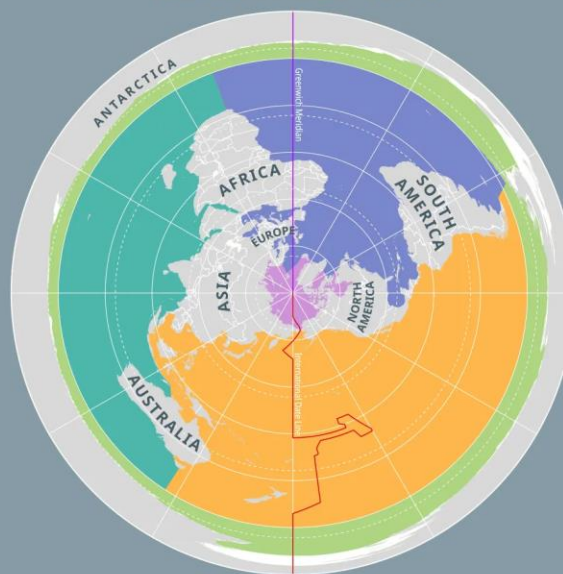 ANTARCTICA
Greenwich Meridian
AFRICA
SOUTH
AMERICA
EUROPE
ASIA
NORTH
AMERICA
International Date Line
AUSTRALIA